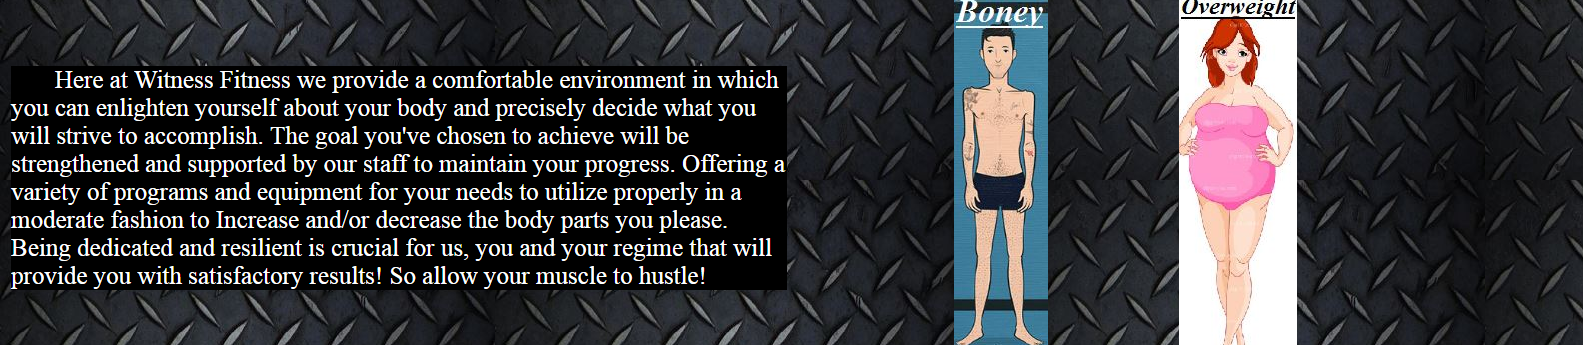 Here at Witness Fitness we provide a comfortable environment in which
you can enlighten yourself about your body and precisely decide what you
will strive to accomplish. The goal you've chosen to achieve will be
strengthened and supported by our staff to maintain your progress. Offering a
variety of programs and equipment for your needs to utilize properly in a
moderate fashion to Increase and/or decrease the body parts you please.
Being dedicated and resilient is crucial for us, you and your regime that will
provide you with satisfactory results! So allow your muscle to hustle!
Boney
Overweight